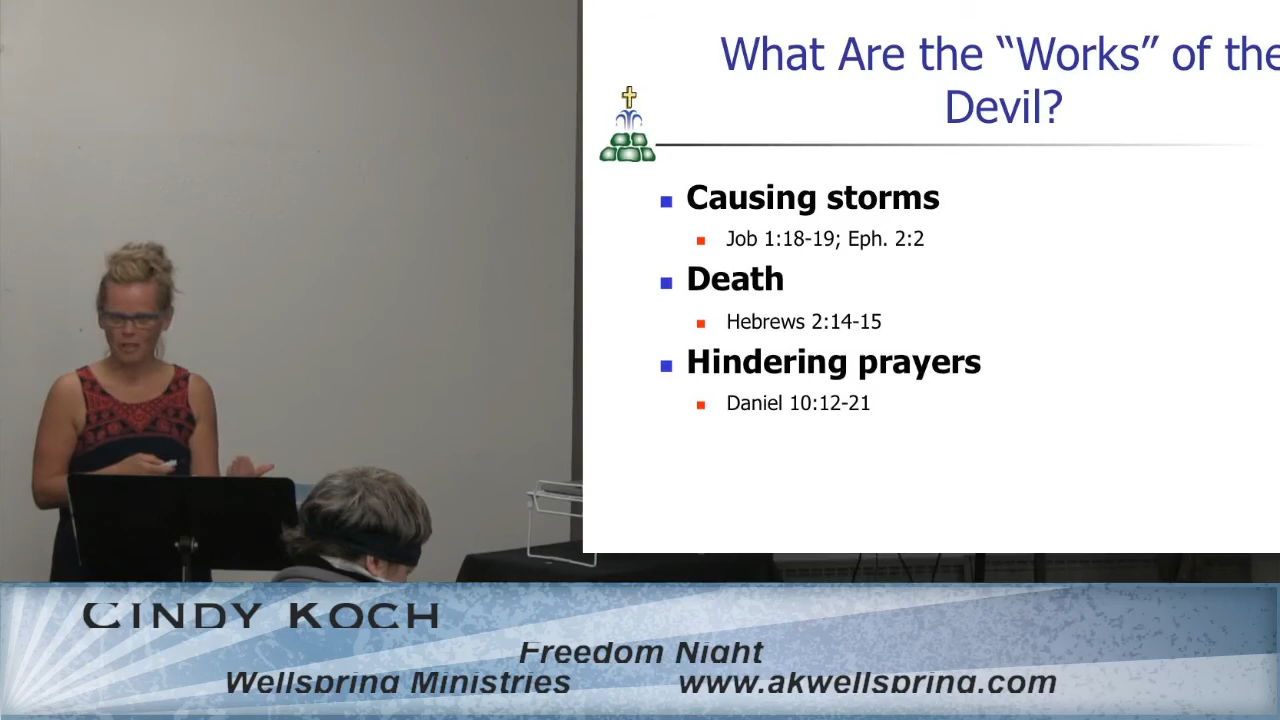 What Are the “Works” of the
Devil?
Causing storms
Job 1:18-19; Eph. 2:2
Death
Hebrews 2:14-15
Hindering prayers
Daniel 10:12-21
CINDY KOCH
Freedom Night
Wellspring Ministries www.akwellspring.com